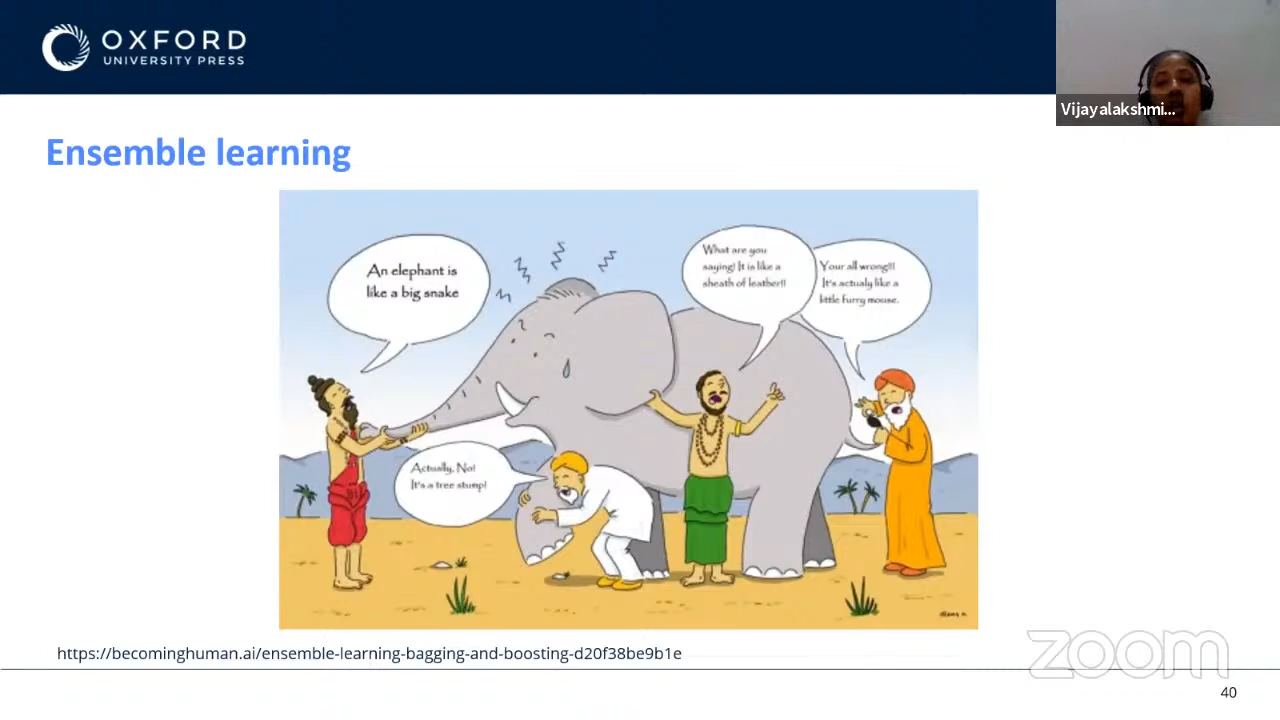 OXFORD
UNIVERSITY PRESS
Vijayalakshmi...
Ensemble learning
An elephant is
like a big snake
What are you
saying! It is like a
sheath of leather!!
Your all wrong!!!
It's actualy like a
little furry mouse.
Actually, No!
It's a tree stump!
https://becominghuman.ai/ensemble-learning-bagging-and-boosting-d20f38be9b1e
zoom
40